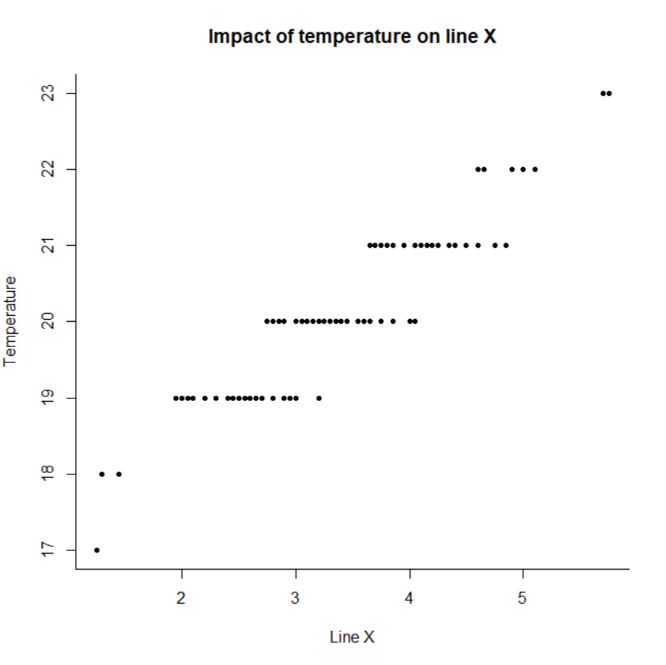 Impact of temperature on line X
23
22
21
20
19
18
17
Temperature
2 3 4 5
Line X